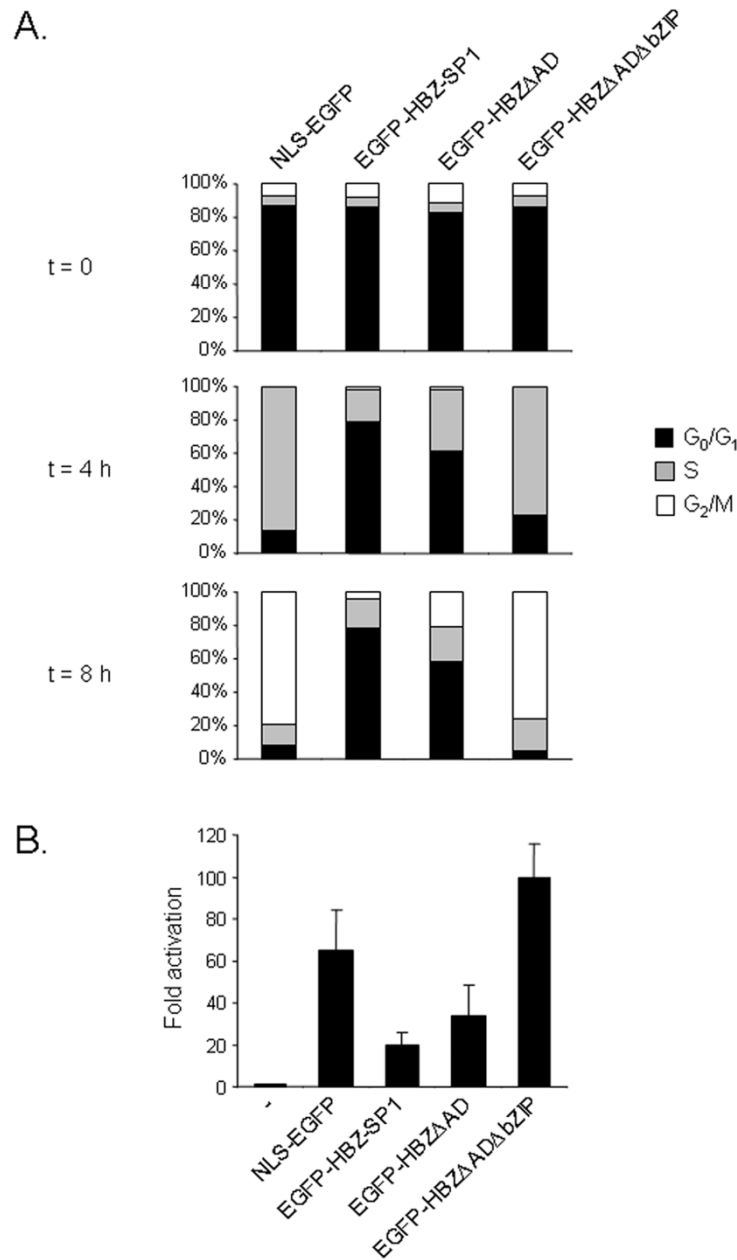 A.
NLS-EGFP
EGFP-HBZ-SP1
EGFP-HBZΔAD
EGFP-HBZΔADΔbZIP
t = 0
100%
80%
60%
40%
20%
0%
t = 4 h
100%
80%
60%
40%
20%
0%
G0/G1
S
G2/M
t = 8 h
100%
80%
60%
40%
20%
0%
B.
Fold activation
120
100
80
60
40
20
0
-
NLS-EGFP
EGFP-HBZ-SP1
EGFP-HBZΔAD
EGFP-HBZΔADΔbZIP